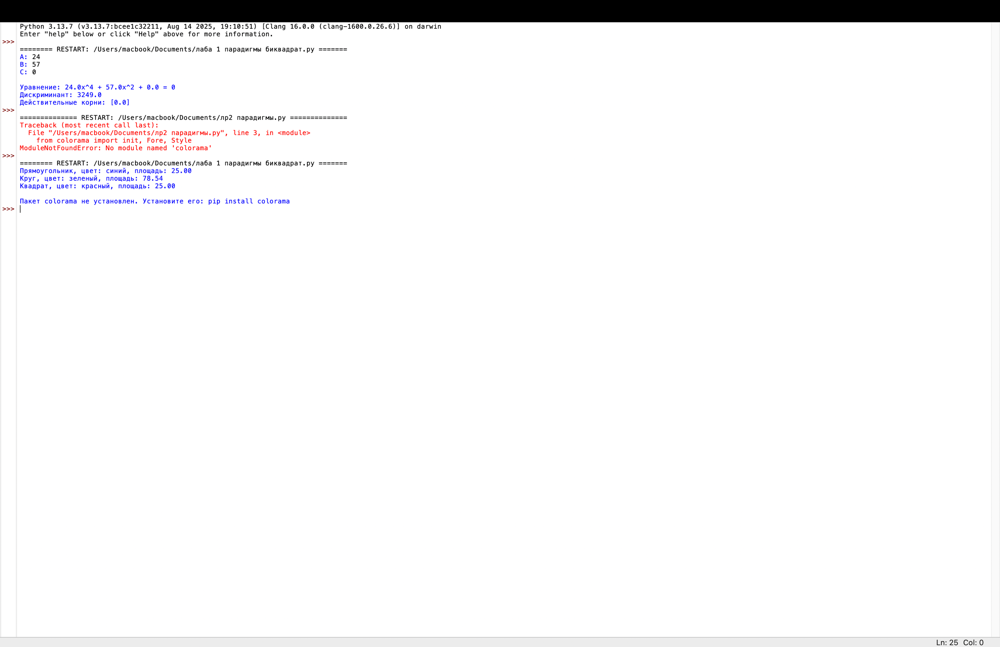 Python 3.13.7 (v3.13.7:bcee1c32211, Aug 14 2025, 19:10:51) [Clang 16.0.0 (clang-1600.0.26.6)] on darwin
Enter "help" below or click "Help" above for more information.
>>>
======== RESTART: /Users/macbook/Documents/лаба 1 парадигмы биквадрат.py =======
A: 24
B: 57
C: 0
Уравнение: 24.0x^4 + 57.0x^2 + 0.0 = 0
Дискриминант: 3249.0
Действительные корни: [0.0]
>>>
============== RESTART: /Users/macbook/Documents/лр2 парадигмы.py ==============
Traceback (most recent call last):
  File "/Users/macbook/Documents/лр2 парадигмы.py", line 3, in <module>
    from colorama import init, Fore, Style
ModuleNotFoundError: No module named 'colorama'
>>>
======== RESTART: /Users/macbook/Documents/лаба 1 парадигмы биквадрат.py =======
Прямоугольник, цвет: синий, площадь: 25.00
Круг, цвет: зеленый, площадь: 78.54
Квадрат, цвет: красный, площадь: 25.00
Пакет colorama не установлен. Установите его: pip install colorama
>>>
Ln: 25 Col: 0